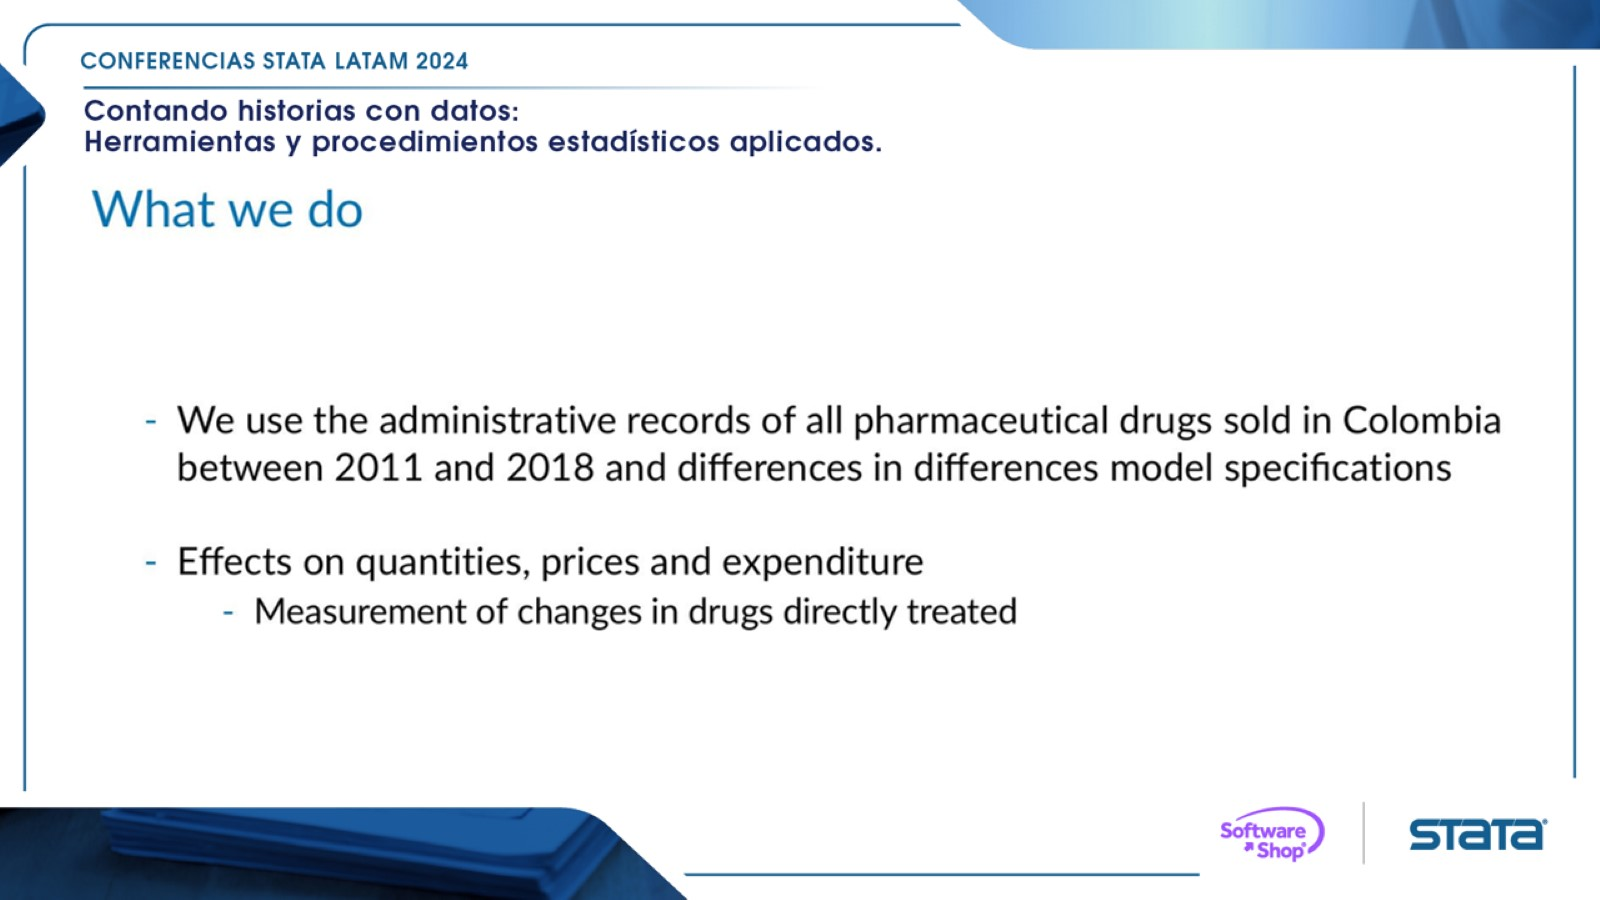 CONFERENCIAS STATA LATAM 2024
Contando historias con datos:
Herramientas y procedimientos estadísticos aplicados.
What we do
- We use the administrative records of all pharmaceutical drugs sold in Colombia
between 2011 and 2018 and differences in differences model specifications
- Effects on quantities, prices and expenditure
- Measurement of changes in drugs directly treated
Software
Shop
STATA